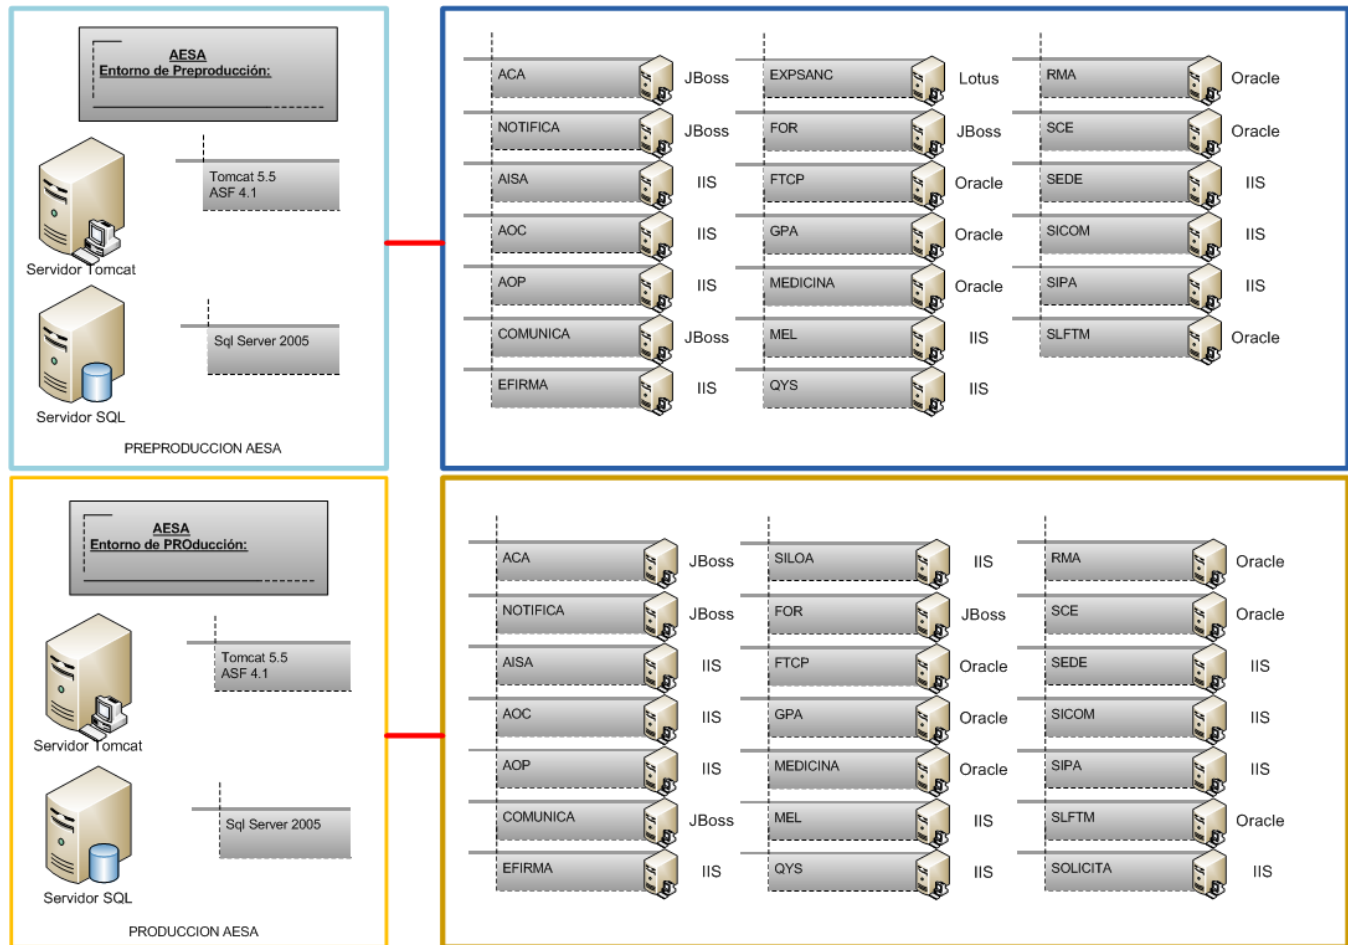 AESA
Entorno de Preproducción:
Tomcat 5.5
ASF 4.1
Servidor Tomcat
Sql Server 2005
Servidor SQL
PREPRODUCCION AESA
ACA JBoss
NOTIFICA JBoss
AISA IIS
AOC IIS
AOP IIS
COMUNICA JBoss
EFIRMA IIS
EXPSANC Lotus
FOR JBoss
FTCP Oracle
GPA Oracle
MEDICINA Oracle
MEL IIS
QYS IIS
RMA Oracle
SCE Oracle
SEDE IIS
SICOM IIS
SIPA IIS
SLFTM Oracle
AESA
Entorno de PROducción:
Tomcat 5.5
ASF 4.1
Servidor Tomcat
Sql Server 2005
Servidor SQL
PRODUCCION AESA
ACA JBoss
NOTIFICA JBoss
AISA IIS
AOC IIS
AOP IIS
COMUNICA JBoss
EFIRMA IIS
SILOA IIS
FOR JBoss
FTCP Oracle
GPA Oracle
MEDICINA Oracle
MEL IIS
QYS IIS
RMA Oracle
SCE Oracle
SEDE IIS
SICOM IIS
SIPA IIS
SLFTM Oracle
SOLICITA IIS